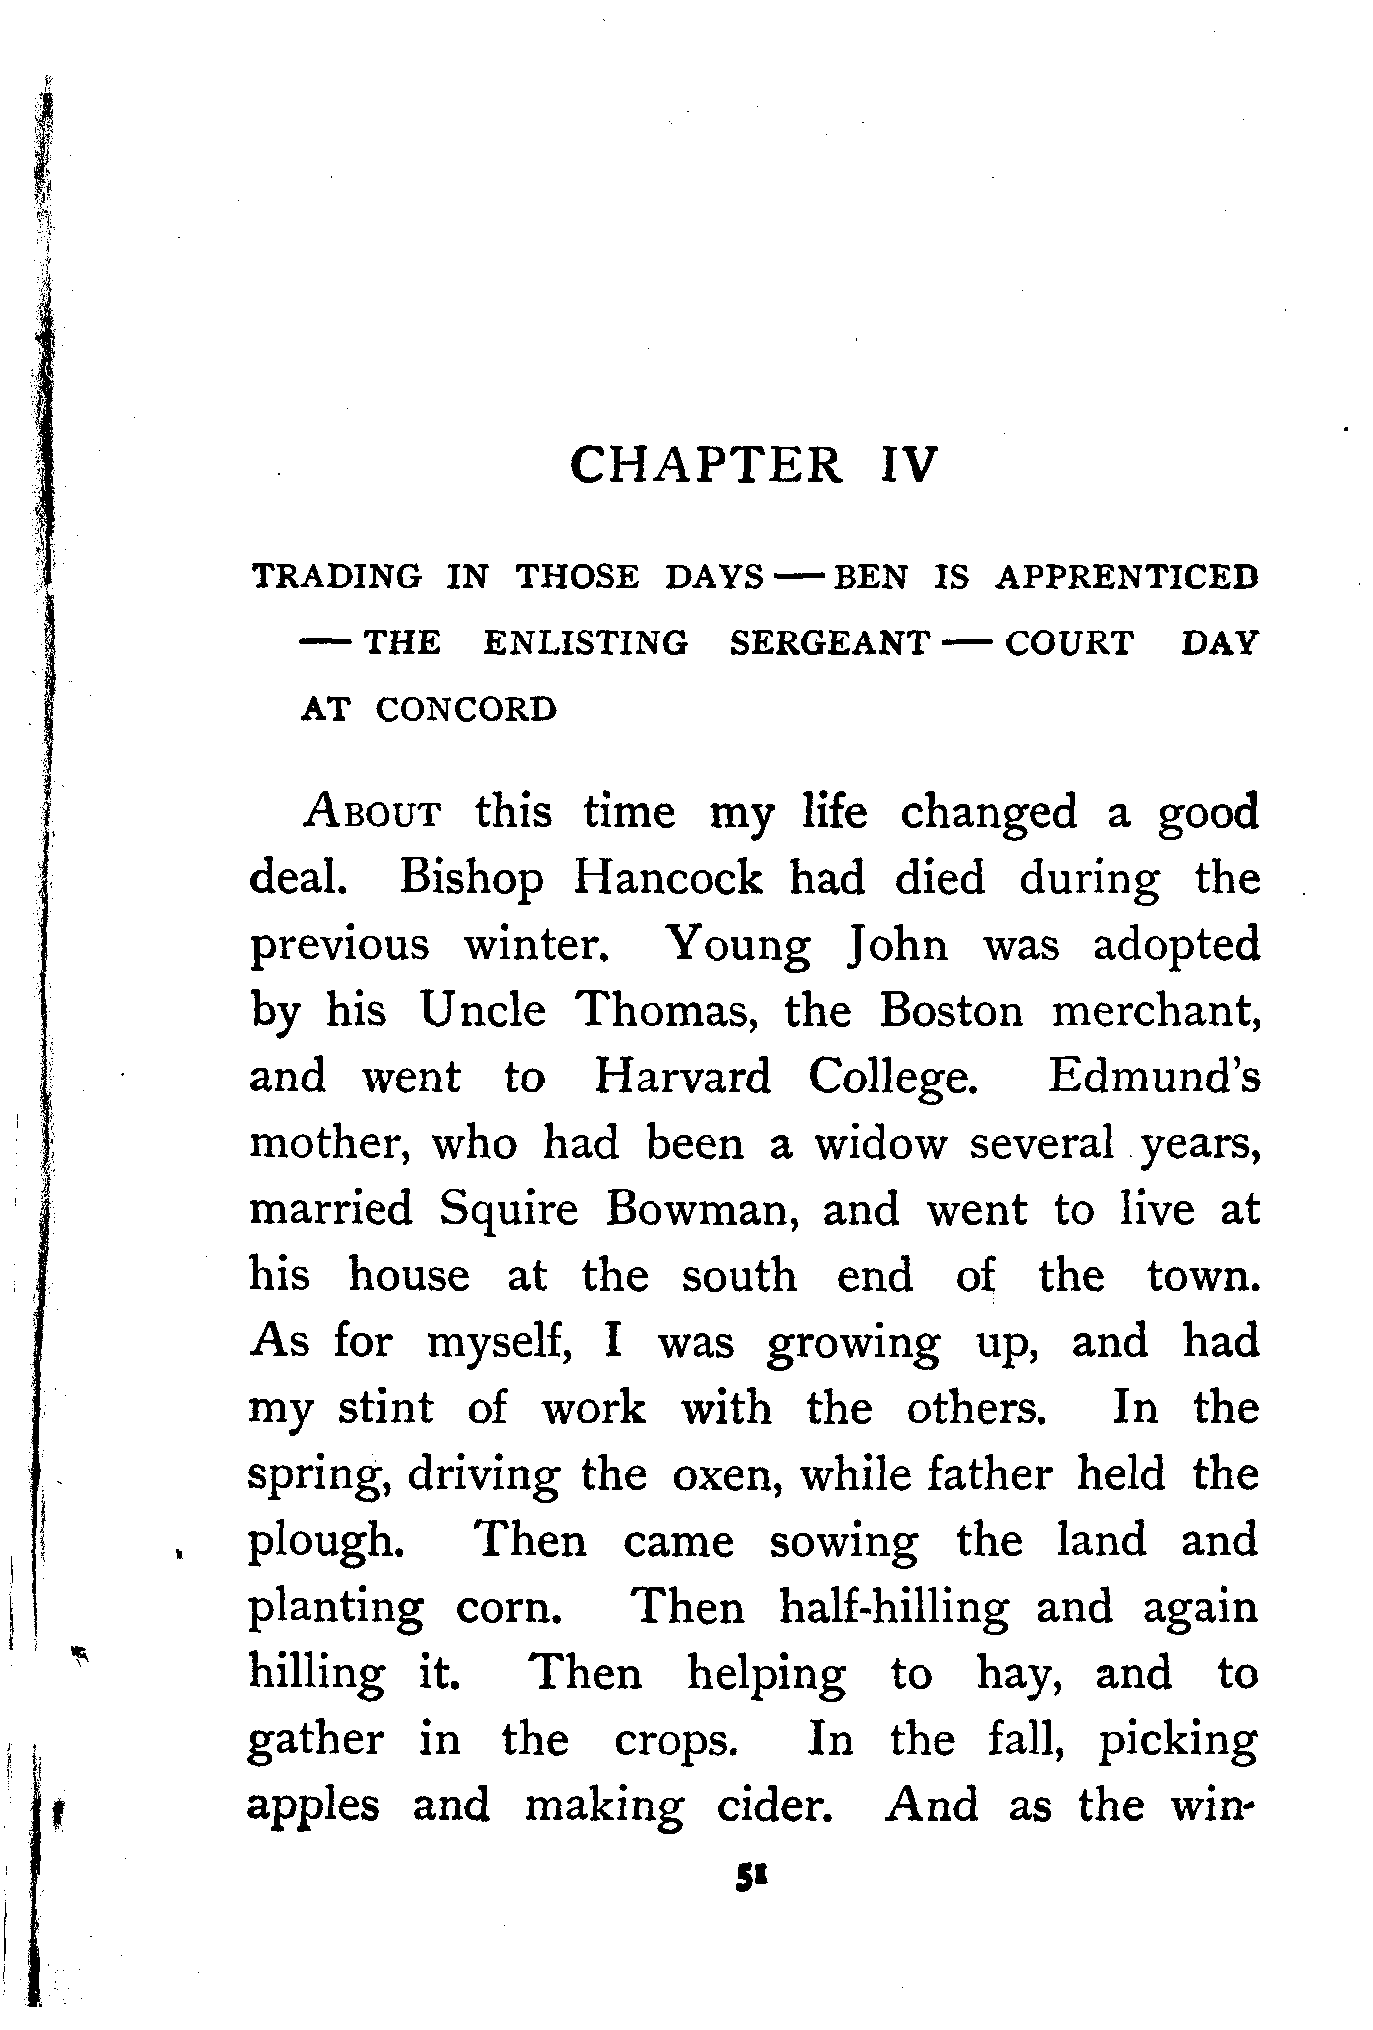 CHAPTER IV
TRADING IN THOSE DAYS — BEN IS APPRENTICED
— THE ENLISTING SERGEANT — COURT DAY
AT CONCORD
ABOUT this time my life changed a good
deal. Bishop Hancock had died during the
previous winter. Young John was adopted
by his Uncle Thomas, the Boston merchant,
and went to Harvard College. Edmund's
mother, who had been a widow several years,
married Squire Bowman, and went to live at
his house at the south end of the town.
As for myself, I was growing up, and had
my stint of work with the others. In the
spring, driving the oxen, while father held the
plough. Then came sowing the land and
planting corn. Then half-hilling and again
hilling it. Then helping to hay, and to
gather in the crops. In the fall, picking
apples and making cider. And as the win-
51